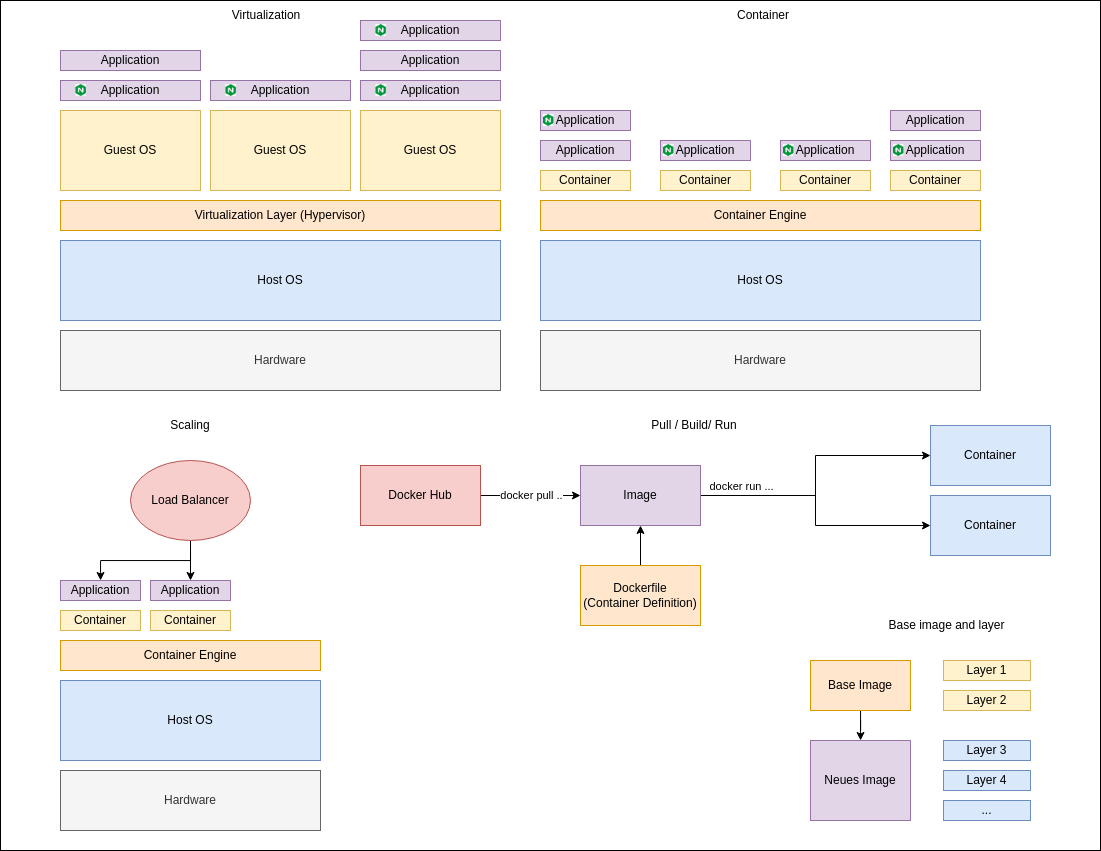 Virtualization
Application
Application
Application
Application
Application
Application
Guest OS
Guest OS
Guest OS
Virtualization Layer (Hypervisor)
Host OS
Hardware
Container
Application
Application
Application
Application
Application
Application
Container
Container
Container
Container
Container Engine
Host OS
Hardware
Scaling
Load Balancer
Application
Application
Container
Container
Container Engine
Host OS
Hardware
Pull / Build/ Run
Docker Hub
docker pull ..
Image
docker run ...
Container
Container
Dockerfile
(Container Definition)
Base image and layer
Base Image
Layer 1
Layer 2
Neues Image
Layer 3
Layer 4
...